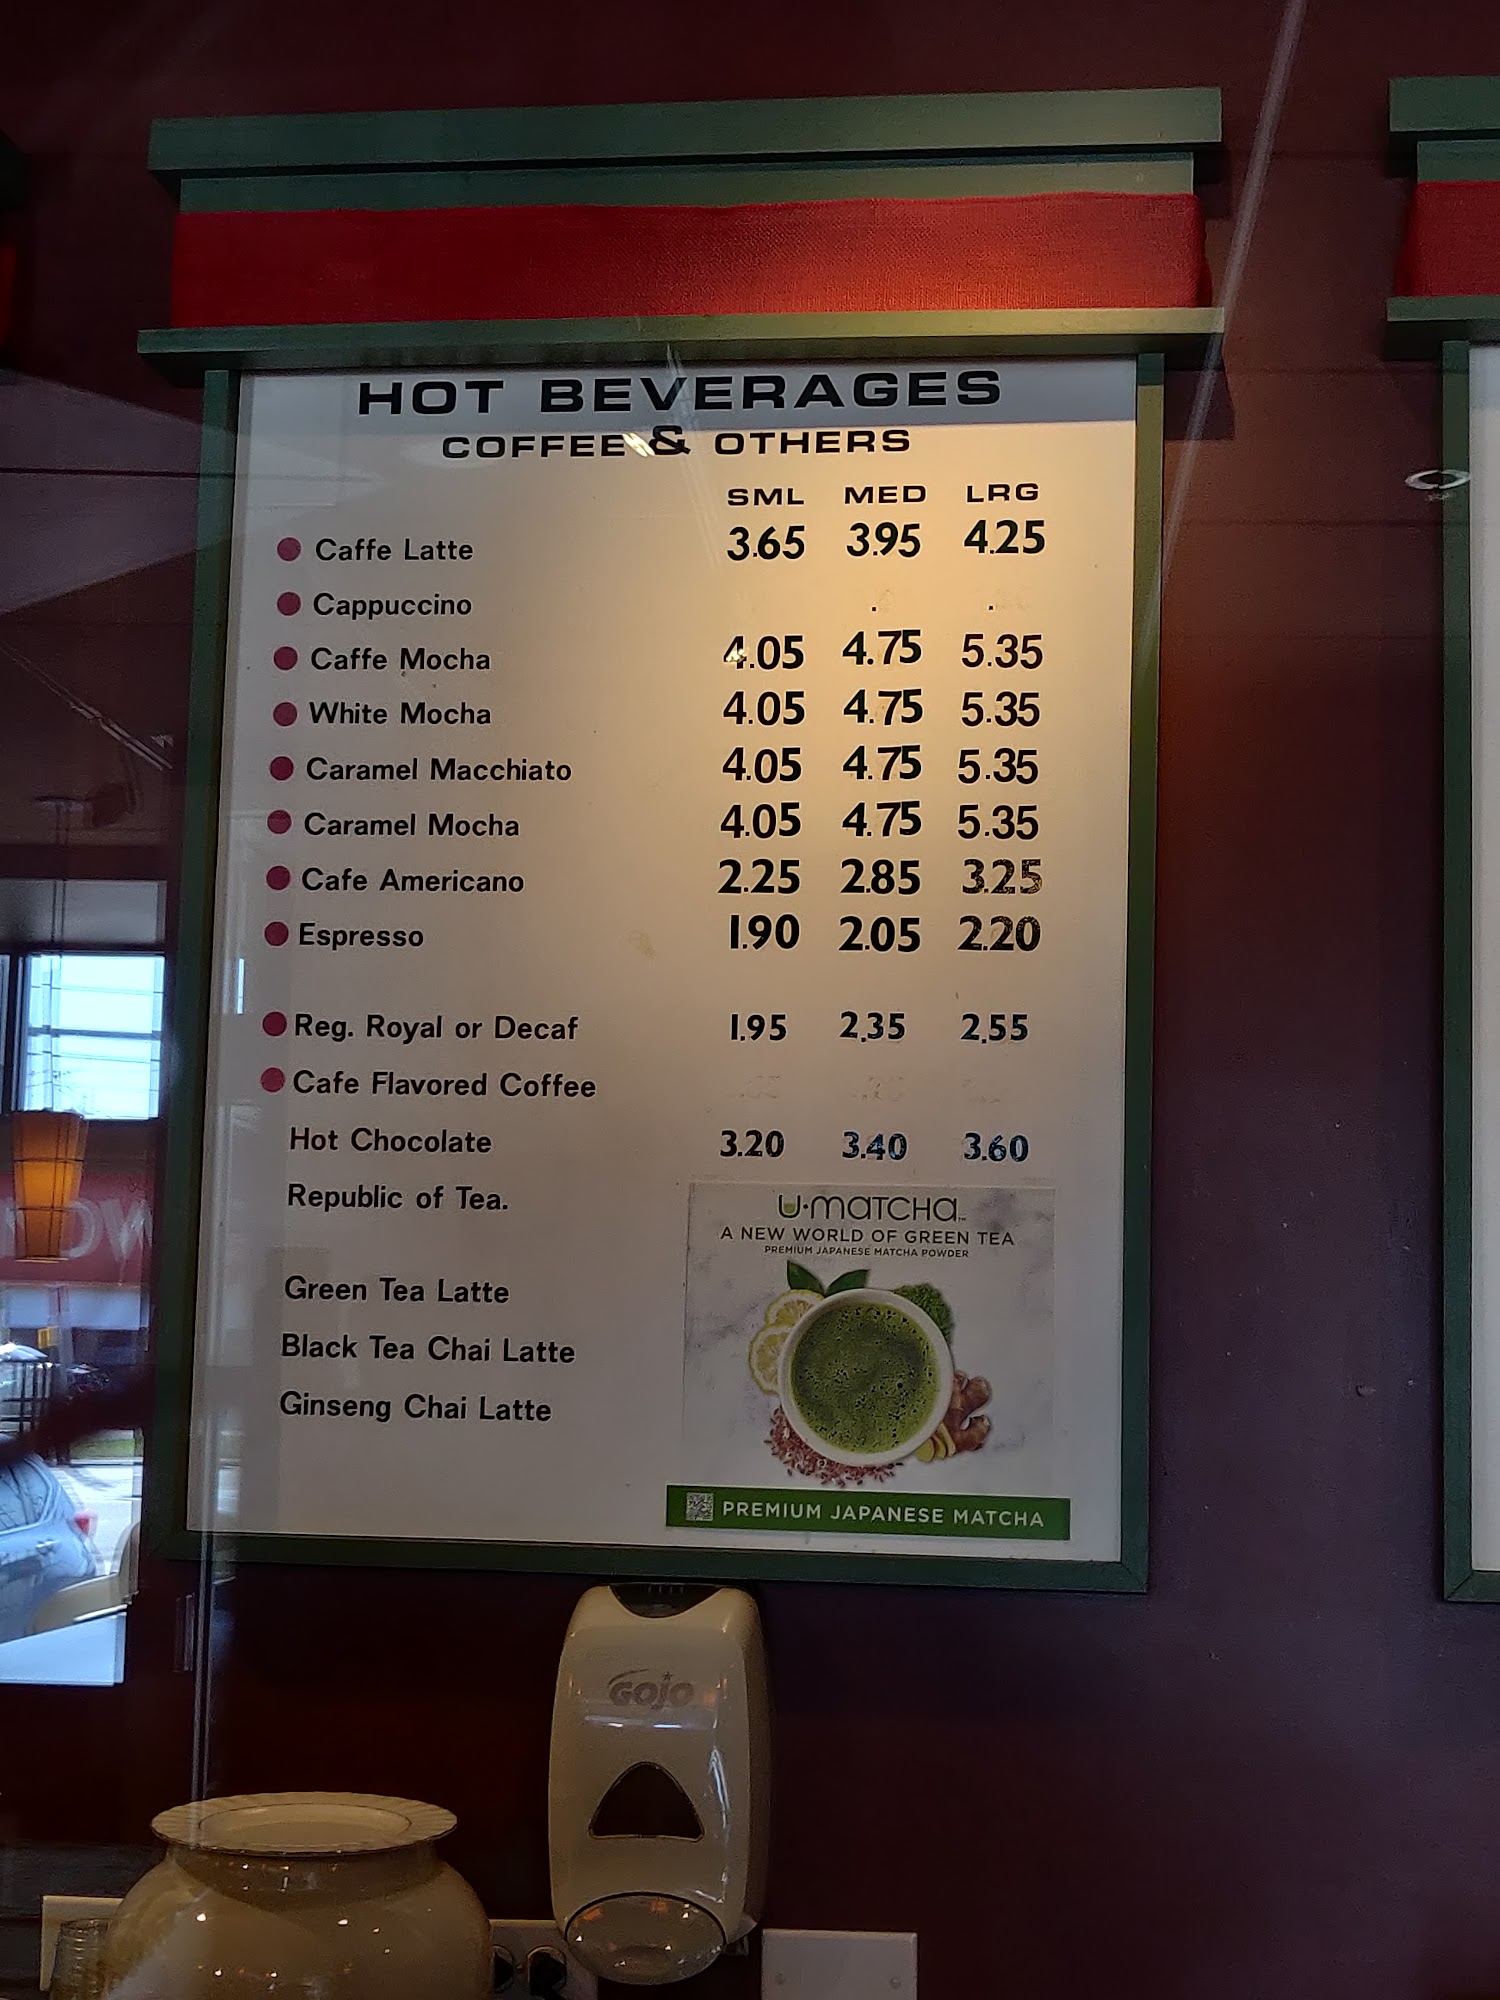 HOT BEVERAGES
COFFEE & OTHERS
SML MED LRG
Caffe Latte 3.65 3.95 4.25
Cappuccino . .
Caffe Mocha 4.05 4.75 5.35
White Mocha 4.05 4.75 5.35
Caramel Macchiato 4.05 4.75 5.35
Caramel Mocha 4.05 4.75 5.35
Cafe Americano 2.25 2.85 3.25
Espresso 1.90 2.05 2.20
Reg. Royal or Decaf 1.95 2.35 2.55
Cafe Flavored Coffee
Hot Chocolate 3.20 3.40 3.60
Republic of Tea.
Green Tea Latte
Black Tea Chai Latte
Ginseng Chai Latte
U·MATCHA™
A NEW WORLD OF GREEN TEA
PREMIUM JAPANESE MATCHA POWDER
PREMIUM JAPANESE MATCHA
GOJO